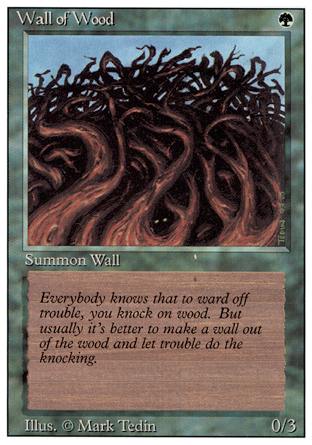 Wall of Wood
Summon Wall
Everybody knows that to ward off
trouble, you knock on wood. But
usually it's better to make a wall out
of the wood and let trouble do the
knocking.
Illus. © Mark Tedin
0/3